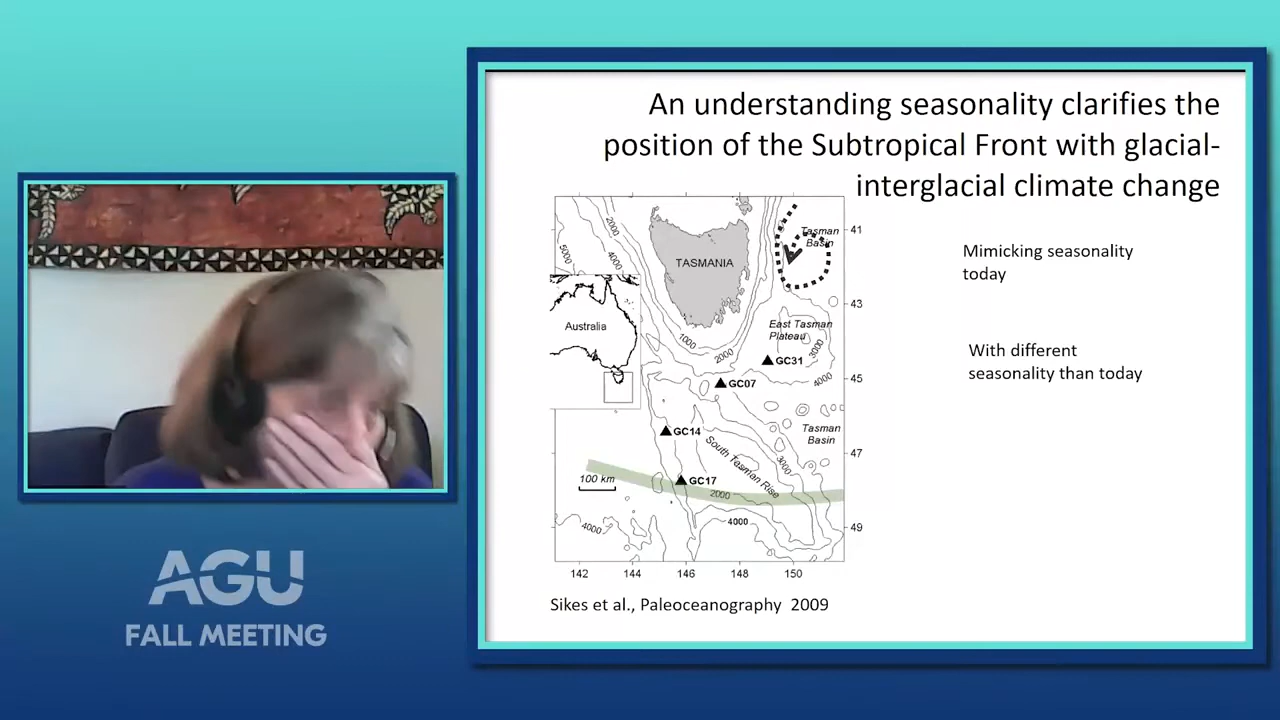 An understanding seasonality clarifies the
position of the Subtropical Front with glacial-
interglacial climate change
Mimicking seasonality
today
With different
seasonality than today
Tasman
Basin
TASMANIA
Australia
East Tasman
Plateau
GC31
GC07
GC14
GC17
Tasman
Basin
South Tasman Rise
100 km
5000
4000
2000
1000
2000
3000
4000
3000
2000
4000
4000
41
43
45
47
49
142
144
146
148
150
Sikes et al., Paleoceanography 2009
AGU
FALL MEETING